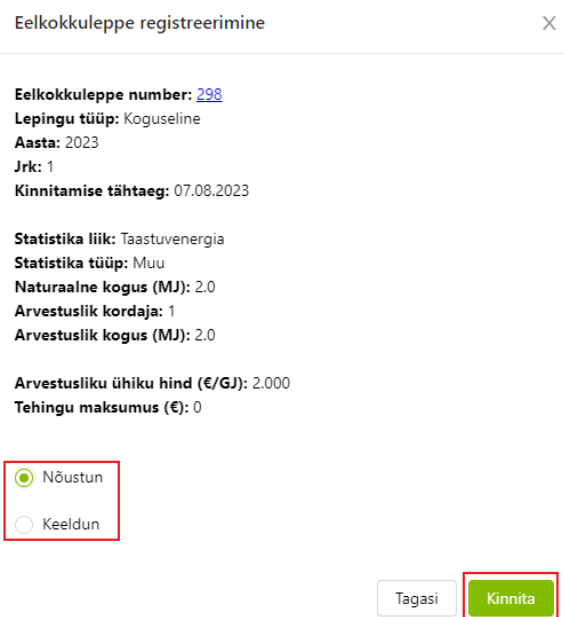 Eelkokkuleppe registreerimine
Eelkokkuleppe number: 298
Lepingu tüüp: Koguseline
Aasta: 2023
Jrk: 1
Kinnitamise tähtaeg: 07.08.2023
Statistika liik: Taastuvenergia
Statistika tüüp: Muu
Naturaalne kogus (MJ): 2.0
Arvestuslik kordaja: 1
Arvestuslik kogus (MJ): 2.0
Arvestusliku ühiku hind (€/GJ): 2.000
Tehingu maksumus (€): 0
Nõustun
Keeldun
Tagasi Kinnita